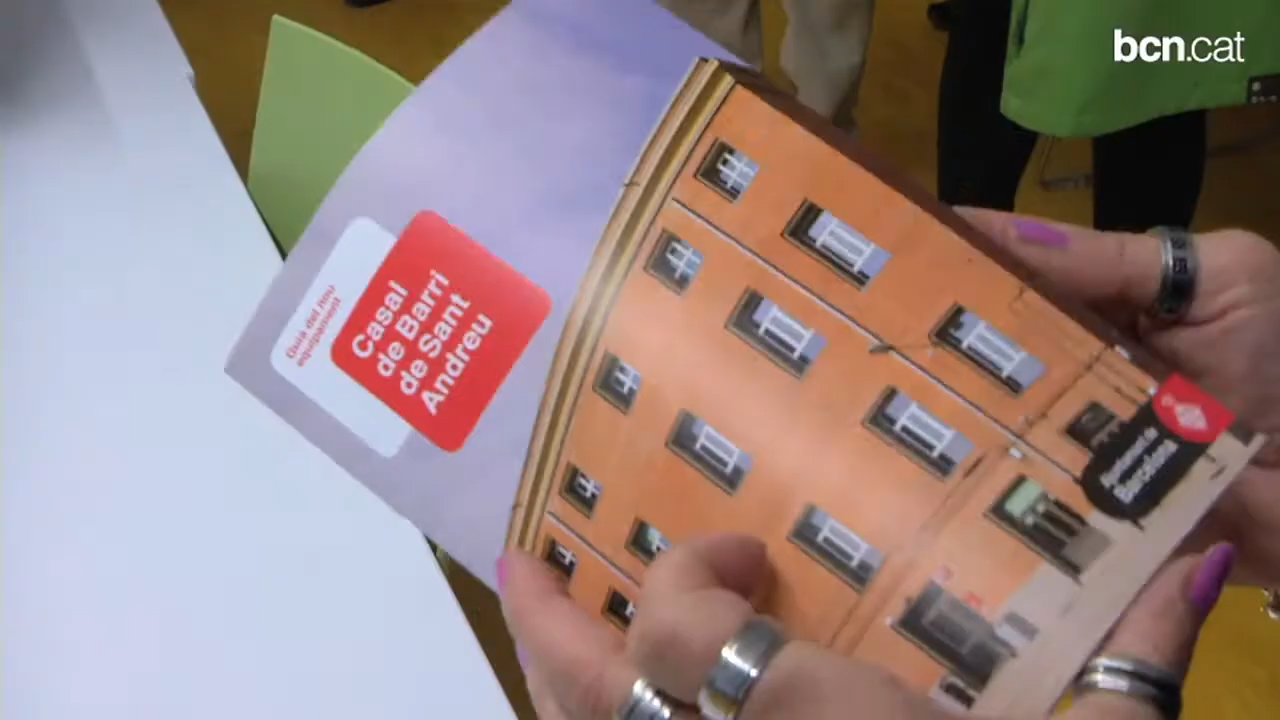 bcn.cat
Guia del nou
equipament
Casal
de Barri
de Sant
Andreu
Ajuntament de
Barcelona